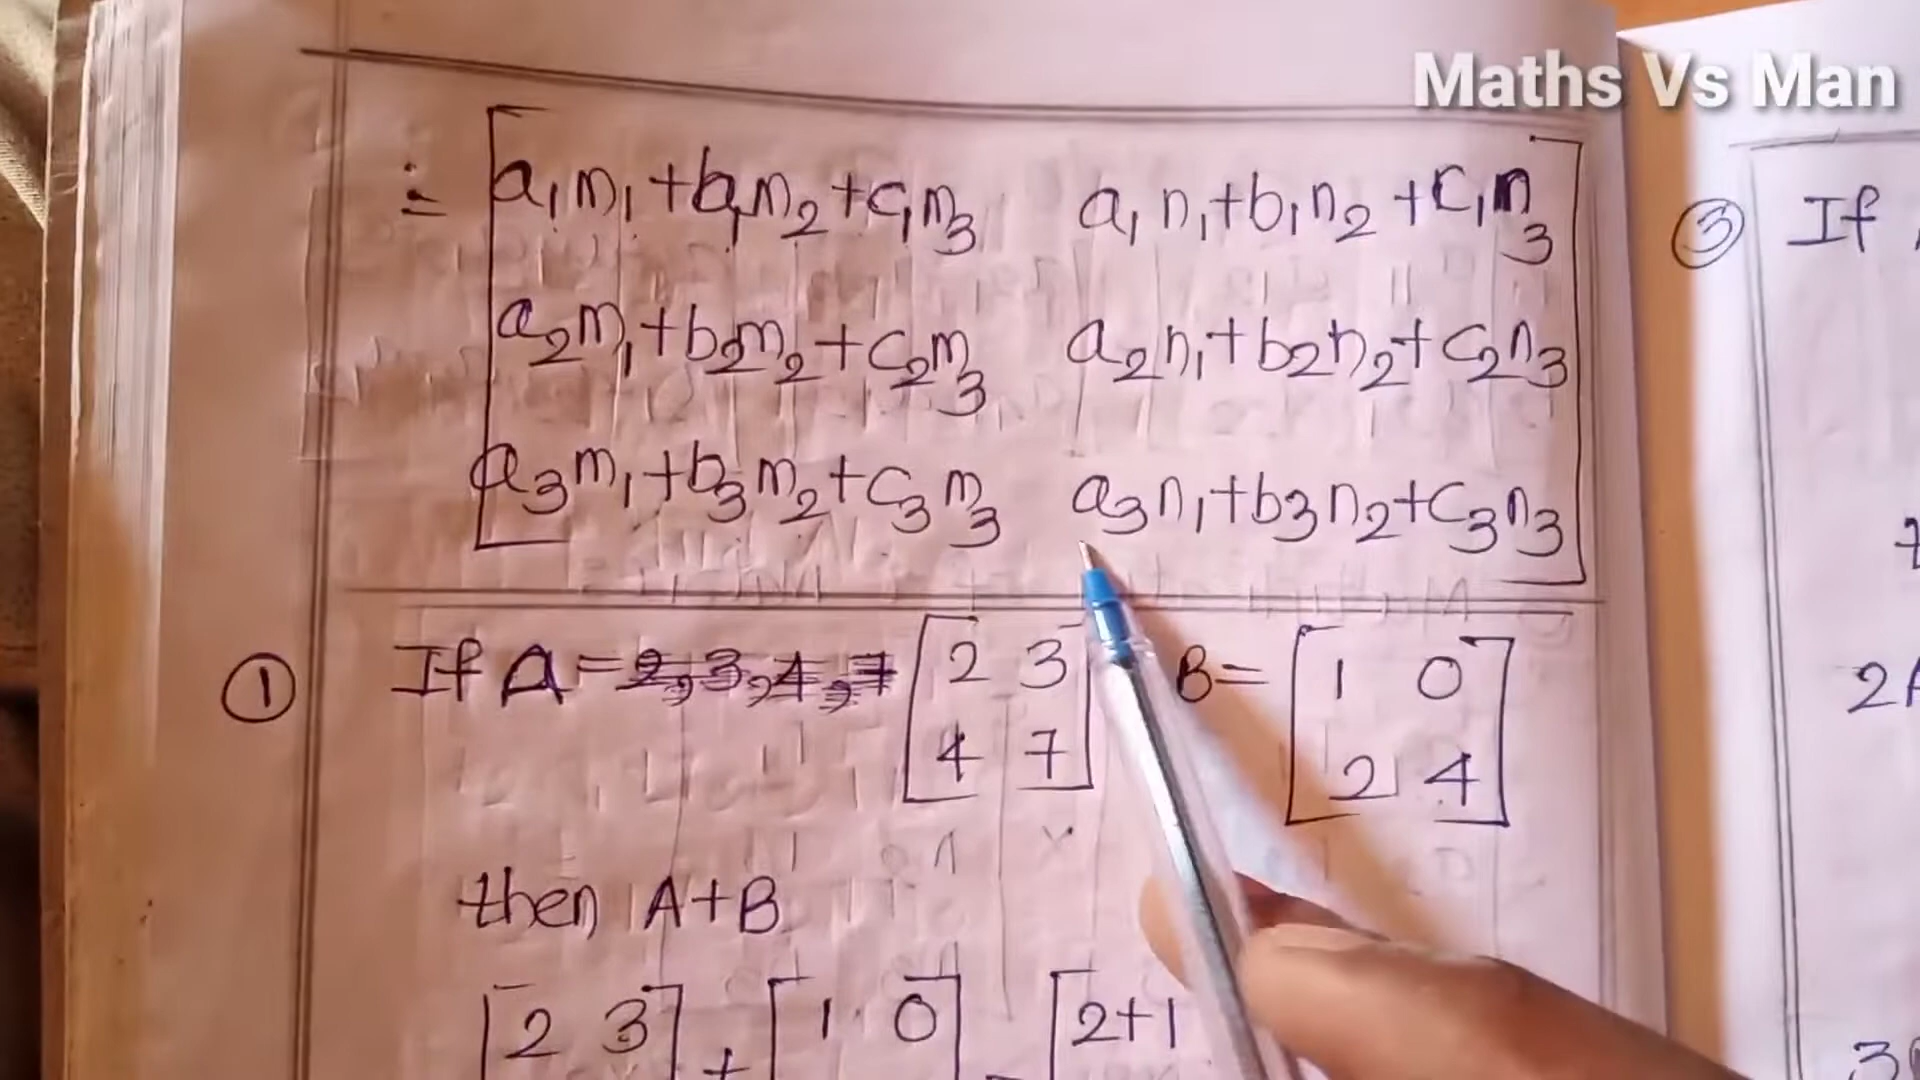 Maths Vs Man
= a₁m₁+b₁m₂+c₁m₃ a₁n₁+b₁n₂+c₁n₃
a₂m₁+b₂m₂+c₂m₃ a₂n₁+b₂n₂+c₂n₃
a₃m₁+b₃m₂+c₃m₃ a₃n₁+b₃n₂+c₃n₃
① If A= 2,3,4,7 [2 3 B= [1 0]
4 7] 2 4]
then A+B
[2 3] + [1 0] [2+1
③ If
2A
3